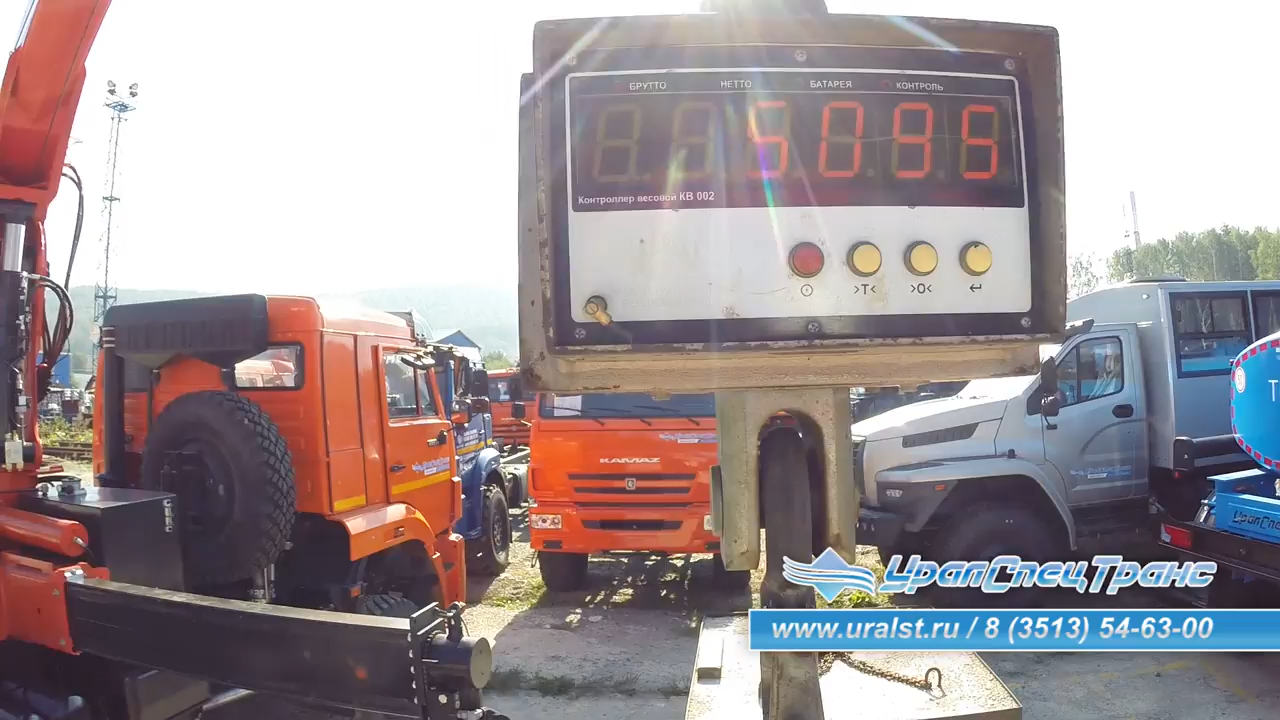 БРУТТО НЕТТО БАТАРЕЯ КОНТРОЛЬ
5095
Контроллер весовой КВ 002
>T< >0<
KAMAZ
УралСпецТранс
www.uralst.ru / 8 (3513) 54-63-00